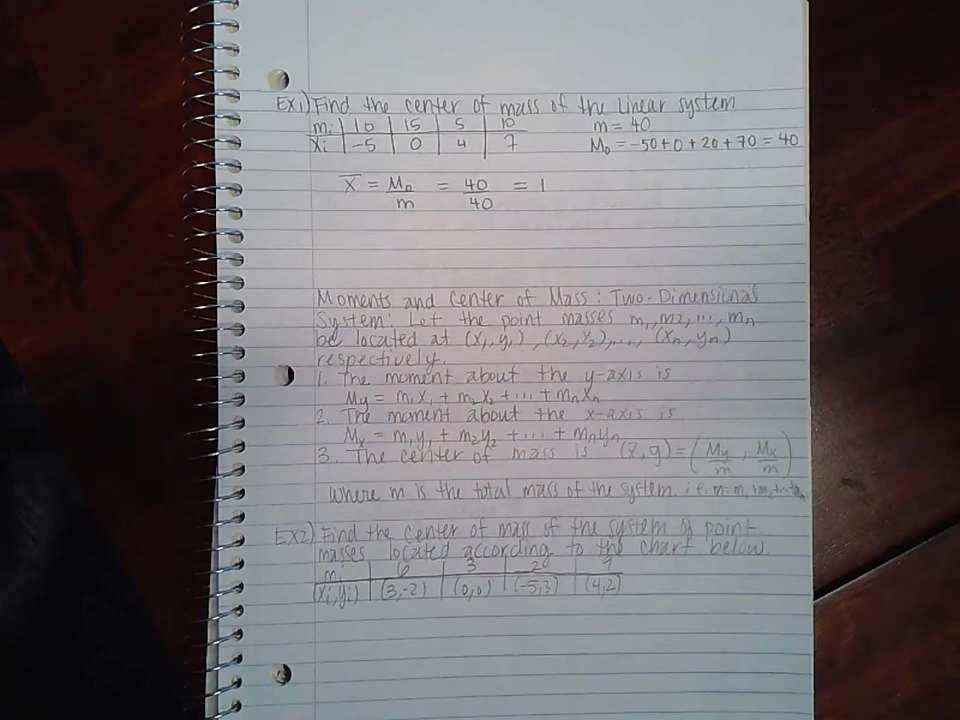 EX1) Find the center of mass of the linear system
mi | 10 | 15 | 5 | 10 m = 40
Xi | -5 | 0 | 4 | 7 M₀ = -50 + 0 + 20 + 70 = 40
X̄ = M₀/m = 40/40 = 1
Moments and Center of Mass: Two-Dimensional
System: Let the point masses m₁, m2, ..., mn
be located at (x₁, y₁), (x₂, y₂), ..., (xn, yn)
respectively.
1. The moment about the y-axis is
My = m₁x₁ + m₂x₂ + ... + mnxn
2. The moment about the x-axis is
Mx = m₁y₁ + m2y₂ + ... + mnyn
3. The center of mass is (x̄, ȳ) = (My/m, Mx/m)
where m is the total mass of the system. i.e. m=m₁+m₂+...+mn
EX2) Find the center of mass of the system of point
masses located according to the chart below.
mi | 6 | 3 | 2 | 9
(xi, yi) | (3,-2) | (0,0) | (-5,3) | (4,2)